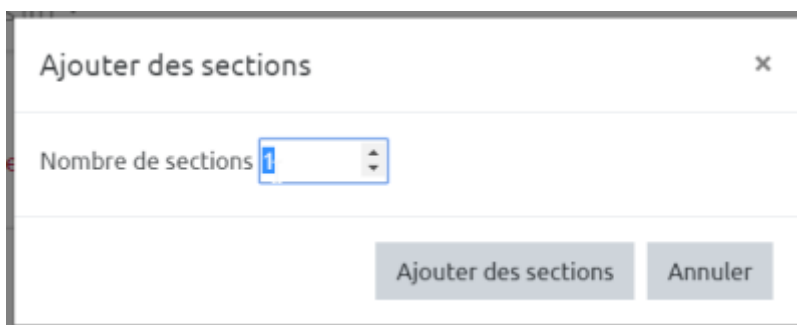 Ajouter des sections ×
Nombre de sections 1
Ajouter des sections Annuler